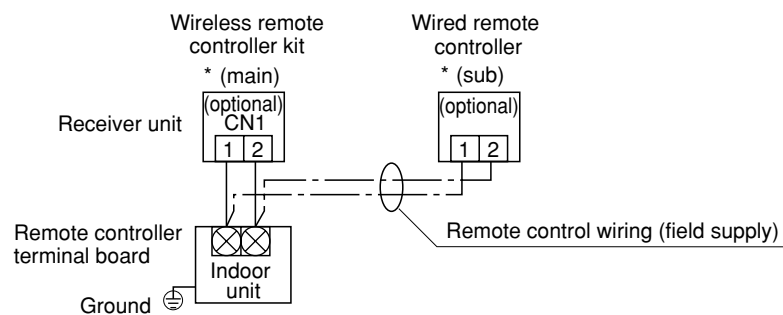 Wireless remote
controller kit
* (main)
Wired remote
controller
* (sub)
Receiver unit
(optional)
CN1
1 2
(optional)
1 2
Remote controller
terminal board
Indoor
unit
Ground
Remote control wiring (field supply)